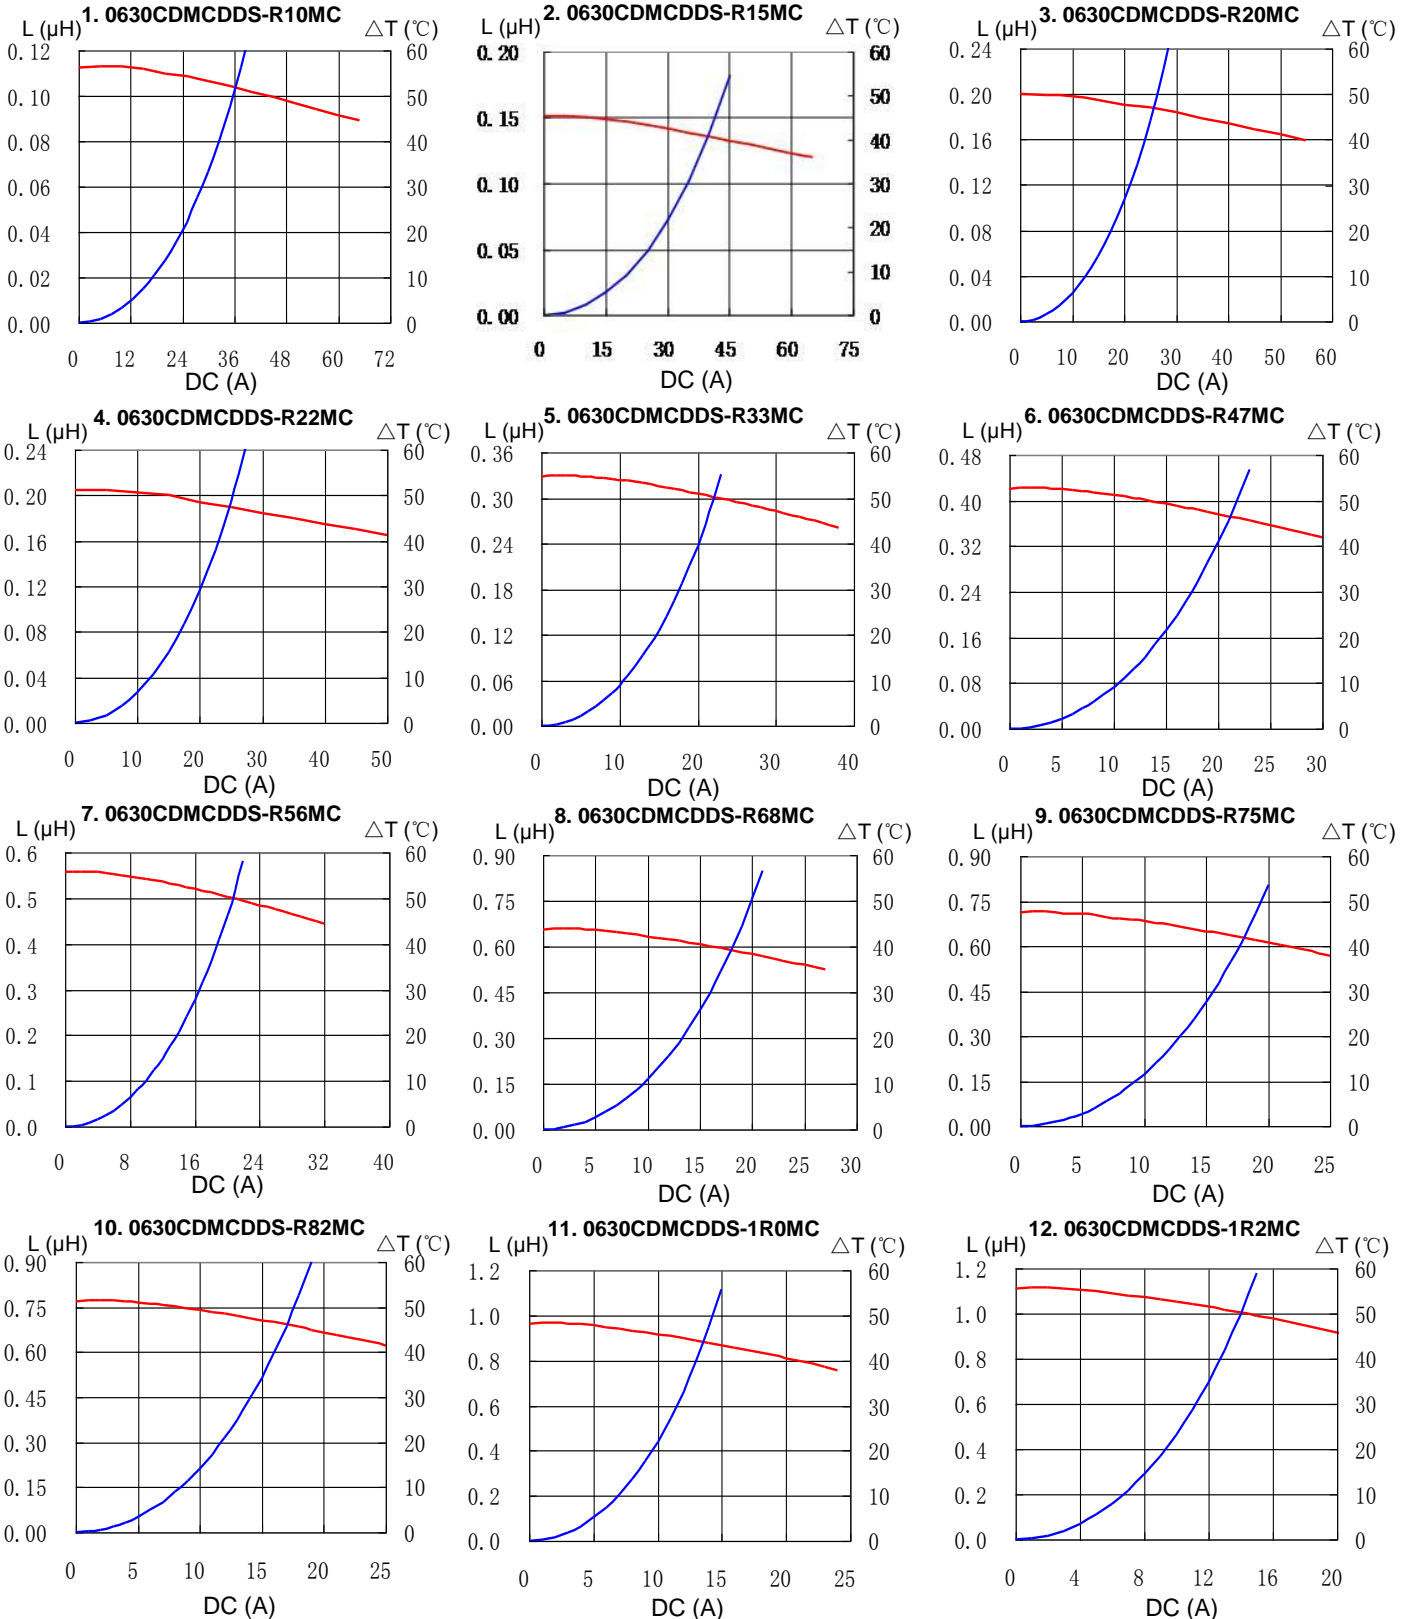 1. 0630CDMCDDS-R10MC
L (μH)
△T (℃)
0.12
0.10
0.08
0.06
0.04
0.02
0.00
60
50
40
30
20
10
0
0 12 24 36 48 60 72
DC (A)
2. 0630CDMCDDS-R15MC
L (μH)
△T (℃)
0.20
0.15
0.10
0.05
0.00
60
50
40
30
20
10
0
0 15 30 45 60 75
DC (A)
3. 0630CDMCDDS-R20MC
L (μH)
△T (℃)
0.24
0.20
0.16
0.12
0.08
0.04
0.00
60
50
40
30
20
10
0
0 10 20 30 40 50 60
DC (A)
4. 0630CDMCDDS-R22MC
L (μH)
△T (℃)
0.24
0.20
0.16
0.12
0.08
0.04
0.00
60
50
40
30
20
10
0
0 10 20 30 40 50
DC (A)
5. 0630CDMCDDS-R33MC
L (μH)
△T (℃)
0.36
0.30
0.24
0.18
0.12
0.06
0.00
60
50
40
30
20
10
0
0 10 20 30 40
DC (A)
6. 0630CDMCDDS-R47MC
L (μH)
△T (℃)
0.48
0.40
0.32
0.24
0.16
0.08
0.00
60
50
40
30
20
10
0
0 5 10 15 20 25 30
DC (A)
7. 0630CDMCDDS-R56MC
L (μH)
△T (℃)
0.6
0.5
0.4
0.3
0.2
0.1
0.0
60
50
40
30
20
10
0
0 8 16 24 32 40
DC (A)
8. 0630CDMCDDS-R68MC
L (μH)
△T (℃)
0.90
0.75
0.60
0.45
0.30
0.15
0.00
60
50
40
30
20
10
0
0 5 10 15 20 25 30
DC (A)
9. 0630CDMCDDS-R75MC
L (μH)
△T (℃)
0.90
0.75
0.60
0.45
0.30
0.15
0.00
60
50
40
30
20
10
0
0 5 10 15 20 25
DC (A)
10. 0630CDMCDDS-R82MC
L (μH)
△T (℃)
0.90
0.75
0.60
0.45
0.30
0.15
0.00
60
50
40
30
20
10
0
0 5 10 15 20 25
DC (A)
11. 0630CDMCDDS-1R0MC
L (μH)
△T (℃)
1.2
1.0
0.8
0.6
0.4
0.2
0.0
60
50
40
30
20
10
0
0 5 10 15 20 25
DC (A)
12. 0630CDMCDDS-1R2MC
L (μH)
△T (℃)
1.2
1.0
0.8
0.6
0.4
0.2
0.0
60
50
40
30
20
10
0
0 4 8 12 16 20
DC (A)